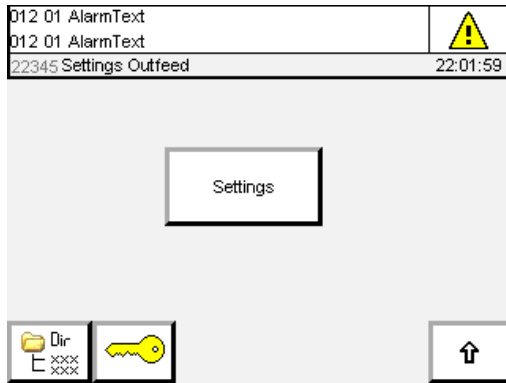 012 01 AlarmText
012 01 AlarmText
22345 Settings Outfeed 22:01:59
Settings
Dir
xxx
xxx